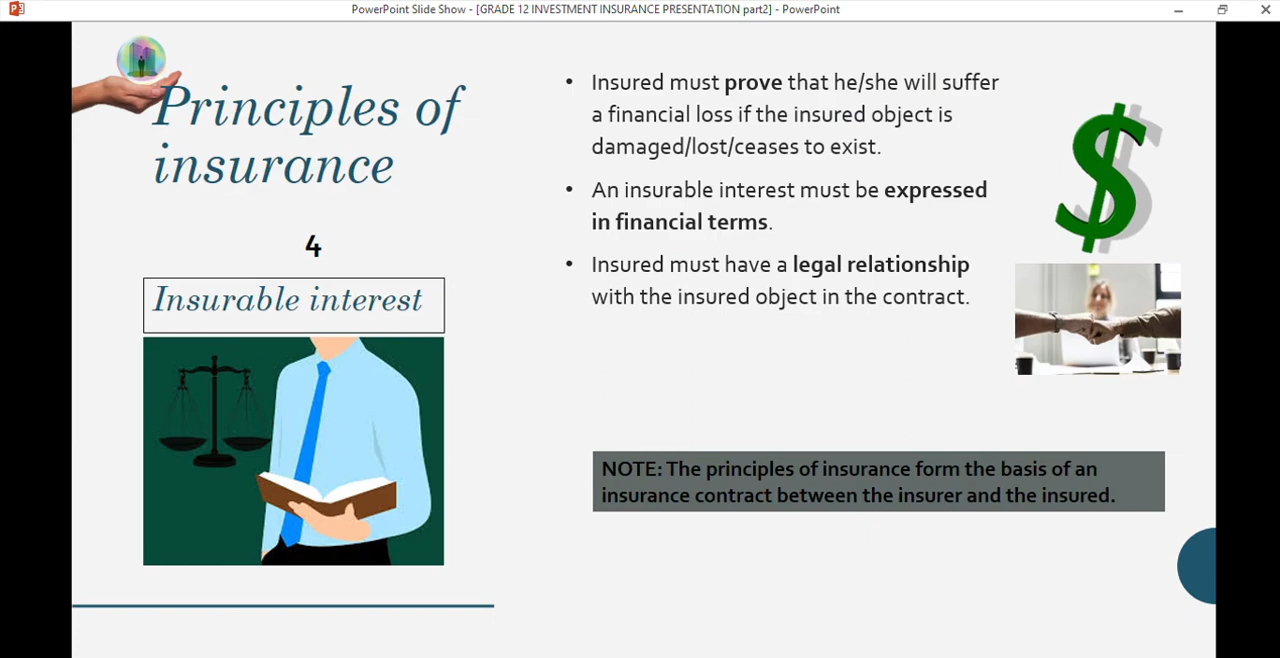 PowerPoint Slide Show - [GRADE 12 INVESTMENT INSURANCE PRESENTATION part2] - PowerPoint
Principles of
insurance
4
Insurable interest
• Insured must prove that he/she will suffer
a financial loss if the insured object is
damaged/lost/ceases to exist.
• An insurable interest must be expressed
in financial terms.
• Insured must have a legal relationship
with the insured object in the contract.
$
NOTE: The principles of insurance form the basis of an
insurance contract between the insurer and the insured.